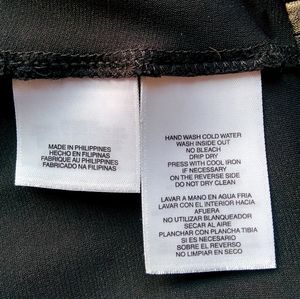 MADE IN PHILIPPINES
HECHO EN FILIPINAS
FABRIQUE AU PHILIPPINES
FABRICADO NA FILIPINAS
HAND WASH COLD WATER
WASH INSIDE OUT
NO BLEACH
DRIP DRY
PRESS WITH COOL IRON
IF NECESSARY
ON THE REVERSE SIDE
DO NOT DRY CLEAN
LAVAR A MANO EN AGUA FRIA
LAVAR CON EL INTERIOR HACIA
AFUERA
NO UTILIZAR BLANQUEADOR
SECAR AL AIRE
PLANCHAR CON PLANCHA TIBIA
SI ES NECESARIO
SOBRE EL REVERSO
NO LIMPIAR EN SECO